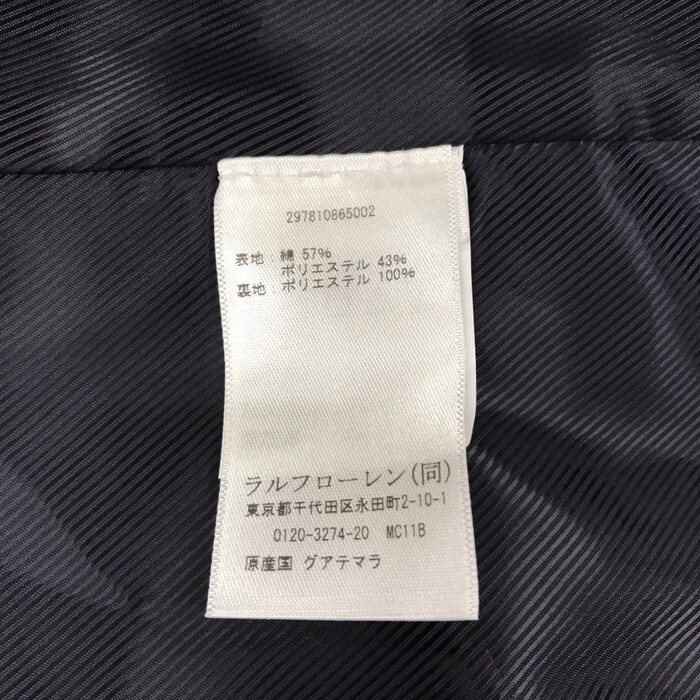 297810865002
表地：綿 57%
ポリエステル 43%
裏地：ポリエステル 100%
ラルフローレン(同)
東京都千代田区永田町2-10-1
0120-3274-20 MC11B
原産国 グアテマラ